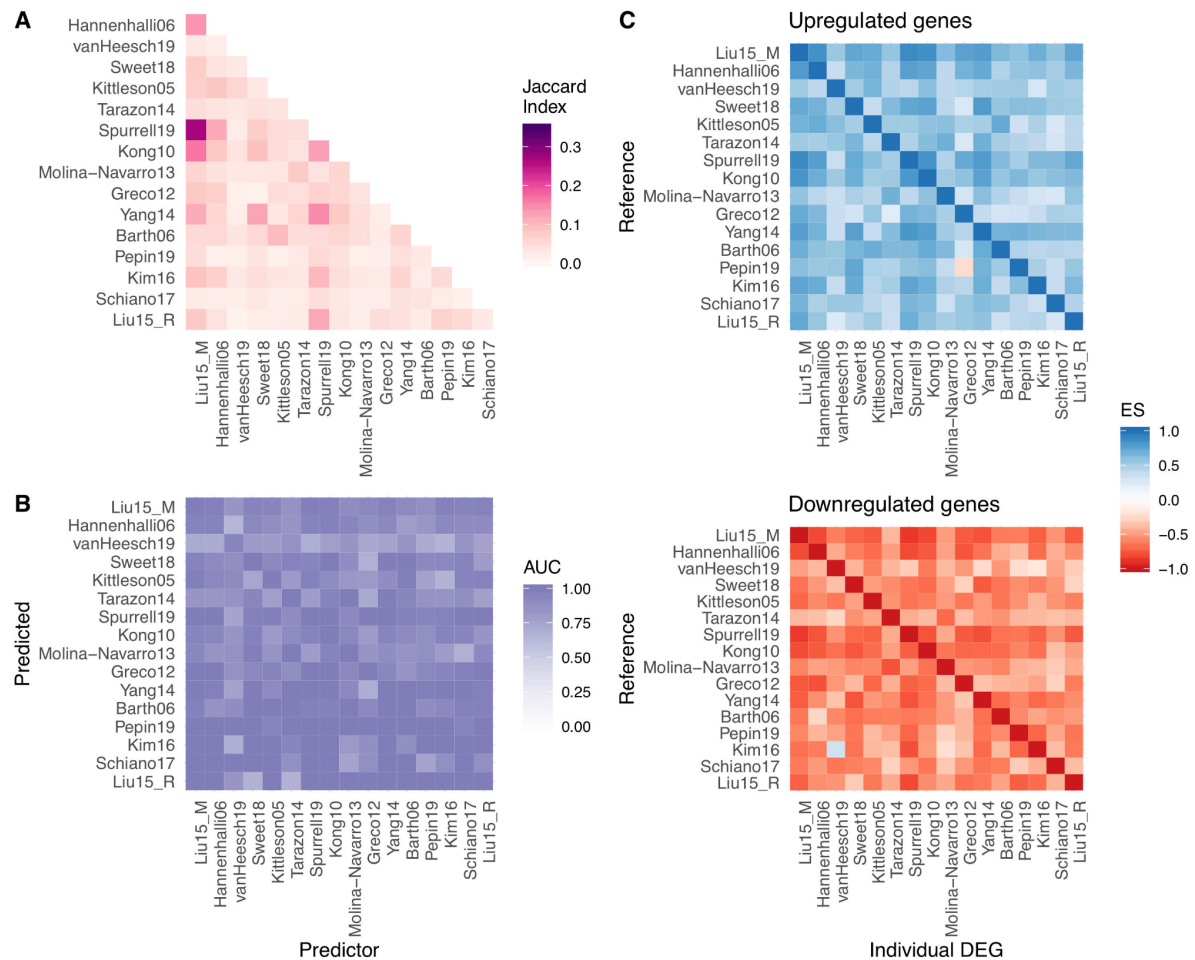 A
Hannenhalli06
vanHeesch19
Sweet18
Kittleson05
Tarazon14
Spurrell19
Kong10
Molina−Navarro13
Greco12
Yang14
Barth06
Pepin19
Kim16
Schiano17
Liu15_R
Liu15_M
Hannenhalli06
vanHeesch19
Sweet18
Kittleson05
Tarazon14
Spurrell19
Kong10
Molina−Navarro13
Greco12
Yang14
Barth06
Pepin19
Kim16
Schiano17
Jaccard
Index
0.3
0.2
0.1
0.0
B
Predicted
Liu15_M
Hannenhalli06
vanHeesch19
Sweet18
Kittleson05
Tarazon14
Spurrell19
Kong10
Molina−Navarro13
Greco12
Yang14
Barth06
Pepin19
Kim16
Schiano17
Liu15_R
Liu15_M
Hannenhalli06
vanHeesch19
Sweet18
Kittleson05
Tarazon14
Spurrell19
Kong10
Molina−Navarro13
Greco12
Yang14
Barth06
Pepin19
Kim16
Schiano17
Liu15_R
Predictor
AUC
1.00
0.75
0.50
0.25
0.00
C
Upregulated genes
Reference
Liu15_M
Hannenhalli06
vanHeesch19
Sweet18
Kittleson05
Tarazon14
Spurrell19
Kong10
Molina−Navarro13
Greco12
Yang14
Barth06
Pepin19
Kim16
Schiano17
Liu15_R
Liu15_M
Hannenhalli06
vanHeesch19
Sweet18
Kittleson05
Tarazon14
Spurrell19
Kong10
Molina−Navarro13
Greco12
Yang14
Barth06
Pepin19
Kim16
Schiano17
Liu15_R
ES
1.0
0.5
0.0
−0.5
−1.0
Downregulated genes
Reference
Liu15_M
Hannenhalli06
vanHeesch19
Sweet18
Kittleson05
Tarazon14
Spurrell19
Kong10
Molina−Navarro13
Greco12
Yang14
Barth06
Pepin19
Kim16
Schiano17
Liu15_R
Liu15_M
Hannenhalli06
vanHeesch19
Sweet18
Kittleson05
Tarazon14
Spurrell19
Kong10
Molina−Navarro13
Greco12
Yang14
Barth06
Pepin19
Kim16
Schiano17
Liu15_R
Individual DEG